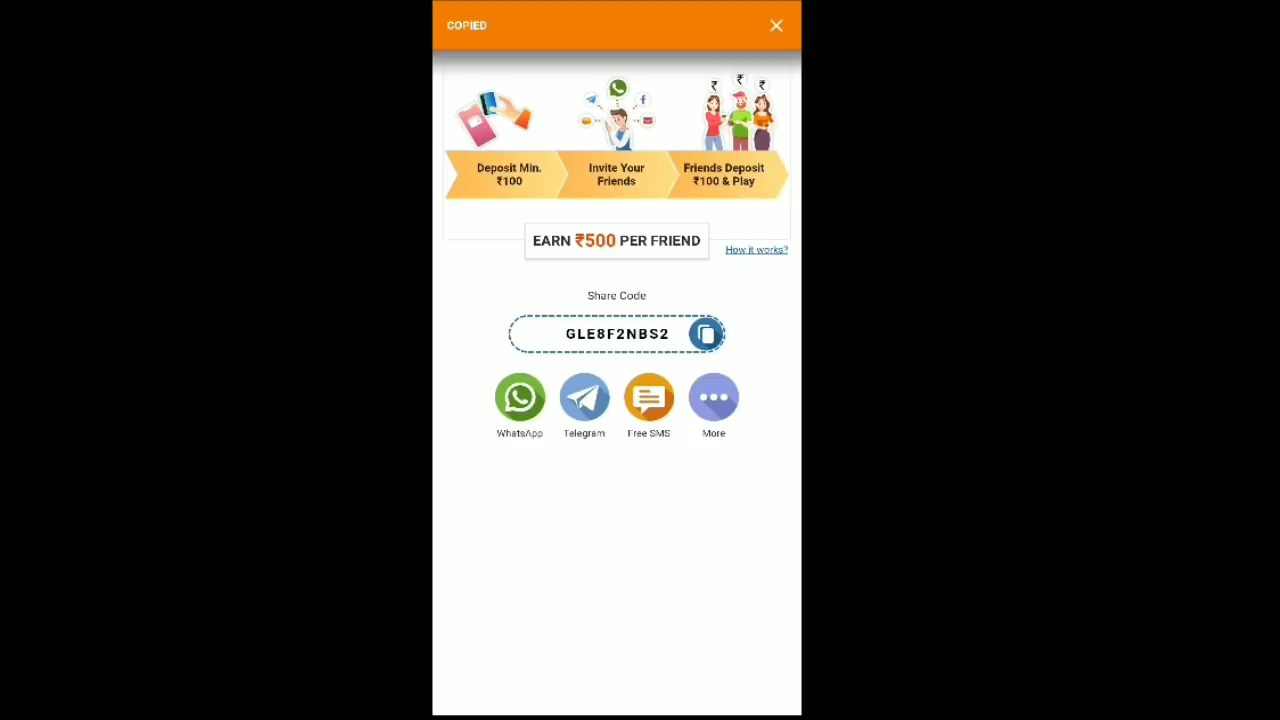 COPIED
₹ ₹ ₹
Deposit Min.
₹100
Invite Your
Friends
Friends Deposit
₹100 & Play
EARN ₹500 PER FRIEND
How it works?
Share Code
GLE8F2NBS2
WhatsApp Telegram Free SMS More